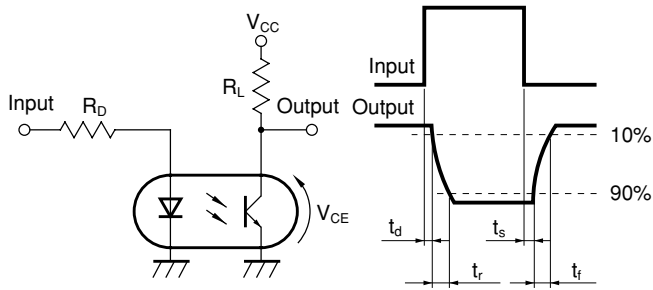 V_CC
R_L
Input
R_D
Output
V_CE
Input
Output
10%
90%
t_d
t_s
t_r
t_f